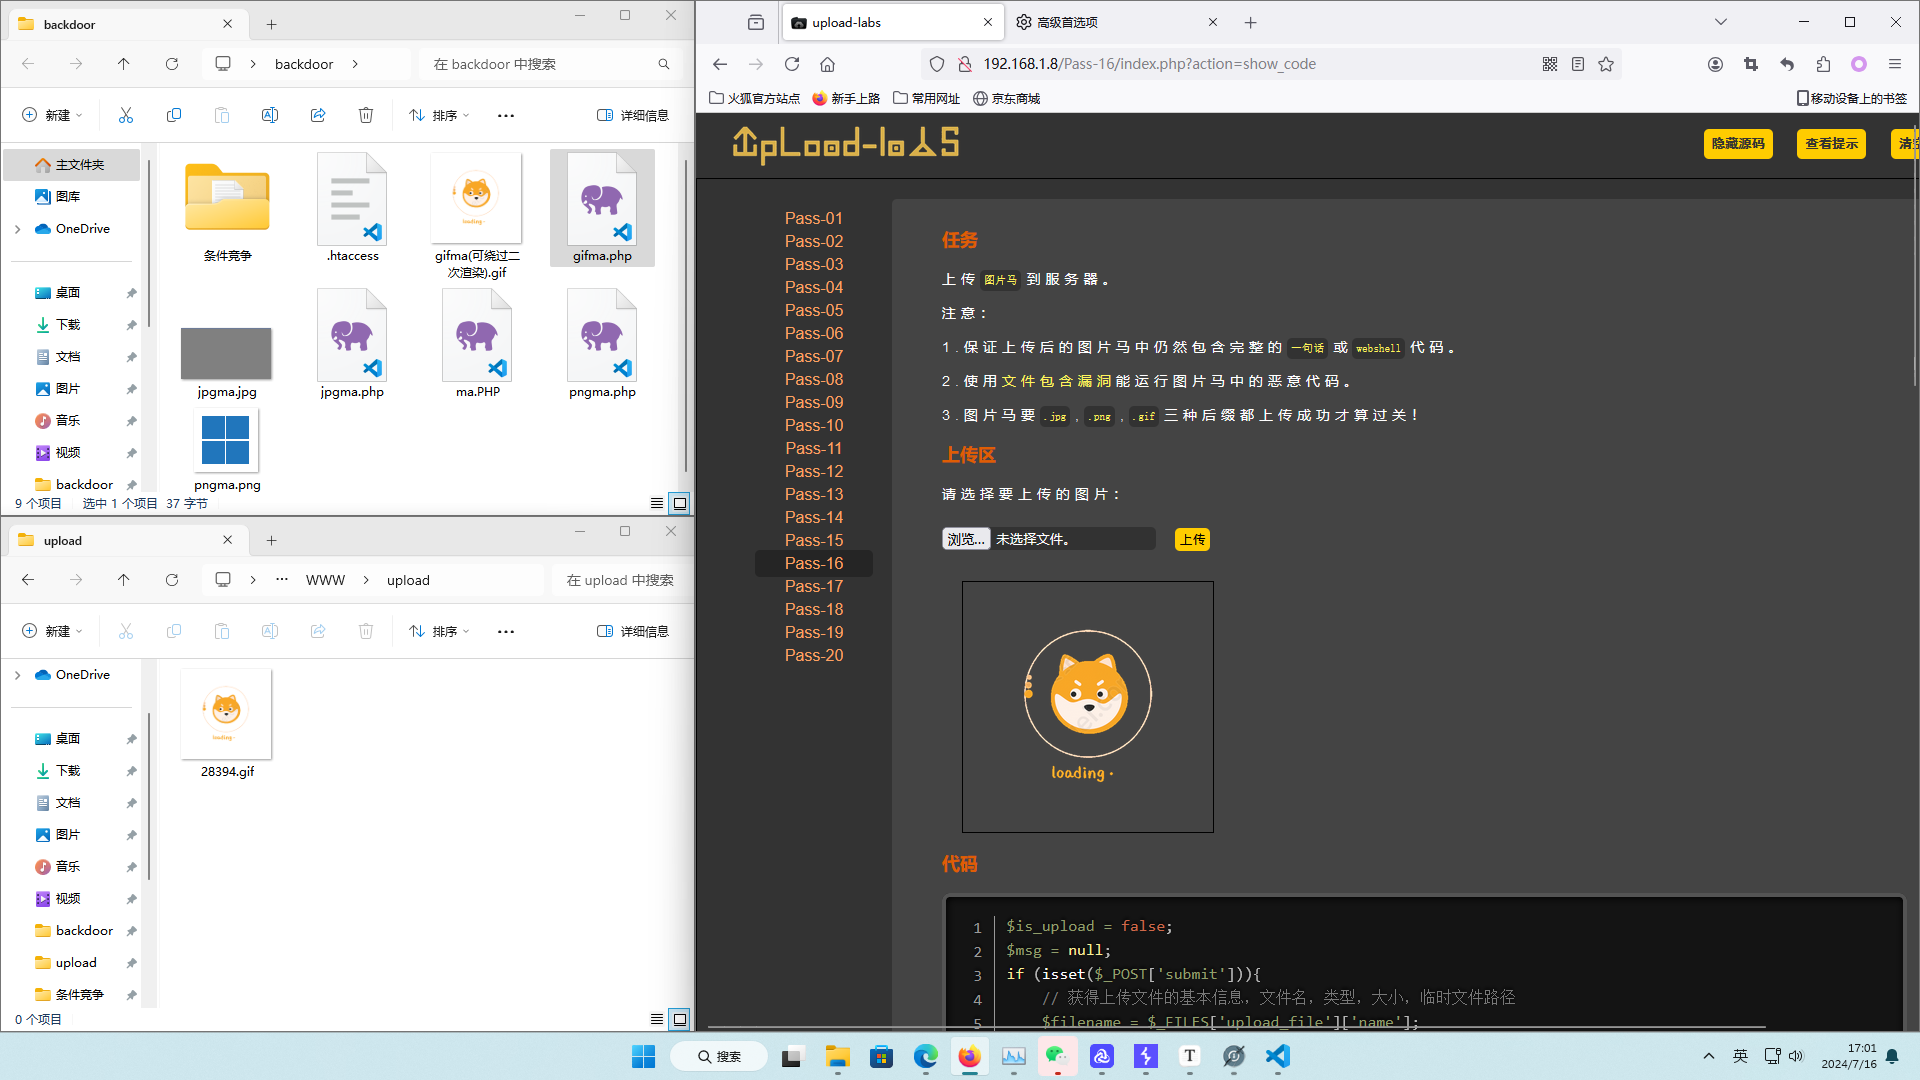 backdoor
backdoor
在 backdoor 中搜索
新建
排序
详细信息
主文件夹
图库
OneDrive
桌面
下载
文档
图片
音乐
视频
backdoor
条件竞争
.htaccess
gifma(可绕过二次渲染).gif
gifma.php
jpgma.jpg
jpgma.php
ma.PHP
pngma.php
pngma.png
9 个项目
选中 1 个项目
37 字节
upload
WWW
upload
在 upload 中搜索
新建
排序
详细信息
OneDrive
桌面
下载
文档
图片
音乐
视频
backdoor
upload
条件竞争
28394.gif
0 个项目
upload-labs
高级首选项
192.168.1.8/Pass-16/index.php?action=show_code
火狐官方站点
新手上路
常用网址
京东商城
移动设备上的书签
UpLoad-labs
隐藏源码
查看提示
Pass-01
Pass-02
Pass-03
Pass-04
Pass-05
Pass-06
Pass-07
Pass-08
Pass-09
Pass-10
Pass-11
Pass-12
Pass-13
Pass-14
Pass-15
Pass-16
Pass-17
Pass-18
Pass-19
Pass-20
任务
上传 图片马 到服务器。
注意：
1.保证上传后的图片马中仍然包含完整的 一句话 或 webshell 代码。
2.使用文件包含漏洞能运行图片马中的恶意代码。
3.图片马要 .jpg , .png , .gif 三种后缀都上传成功才算过关！
上传区
请选择要上传的图片：
浏览... 未选择文件。
上传
loading
代码
1 $is_upload = false;
2 $msg = null;
3 if (isset($_POST['submit'])){
4 // 获得上传文件的基本信息，文件名，类型，大小，临时文件路径
5 $filename = $_FILES['upload_file']['name'];
搜索
英
17:01
2024/7/16